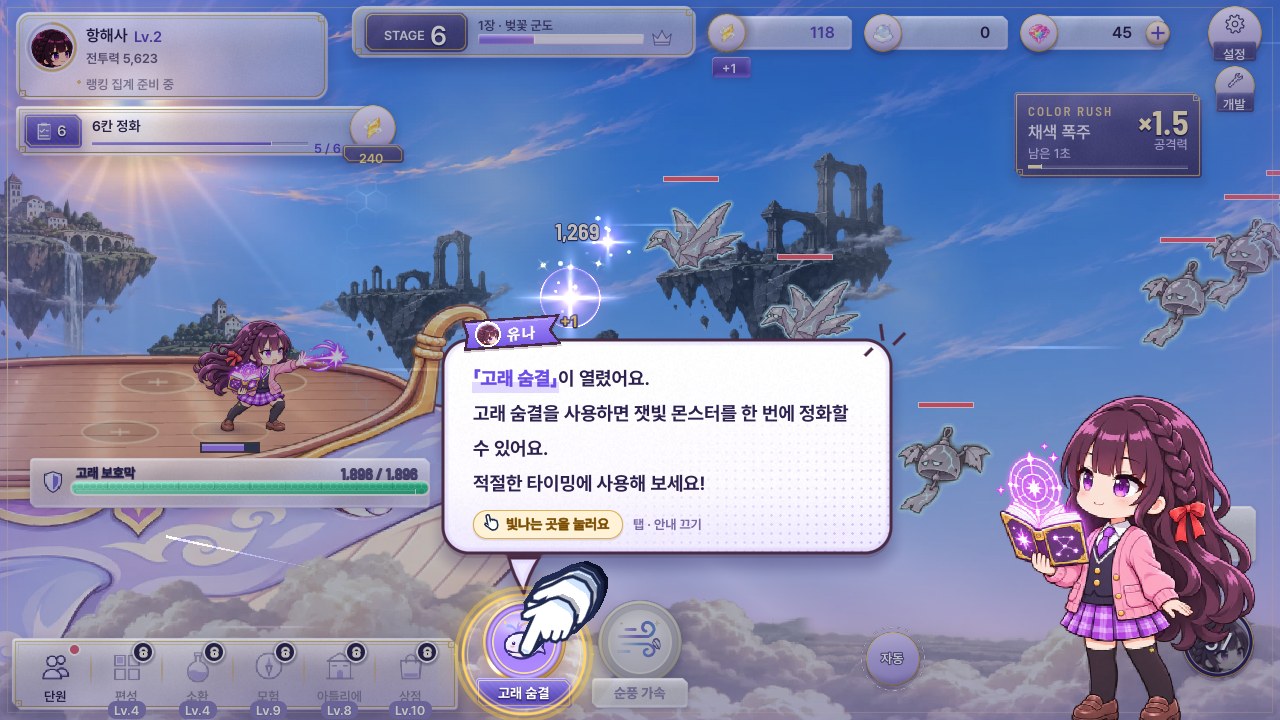 항해사 Lv.2
전투력 5,623
랭킹 집계 준비 중
STAGE 6
1장 · 벚꽃 군도
118
+1
0
45
설정
개발
6
6칸 정화
5 / 6
240
COLOR RUSH
채색 폭주
남은 1초
×1.5
공격력
1,269
+1
유나
「고래 숨결」이 열렸어요.
고래 숨결을 사용하면 잿빛 몬스터를 한 번에 정화할
수 있어요.
적절한 타이밍에 사용해 보세요!
빛나는 곳을 눌러요
탭 · 안내 끄기
고래 보호막
1,896 / 1,896
단원
편성
Lv.4
소환
Lv.4
모험
Lv.9
아틀리에
Lv.8
상점
Lv.10
고래 숨결
순풍 가속
자동